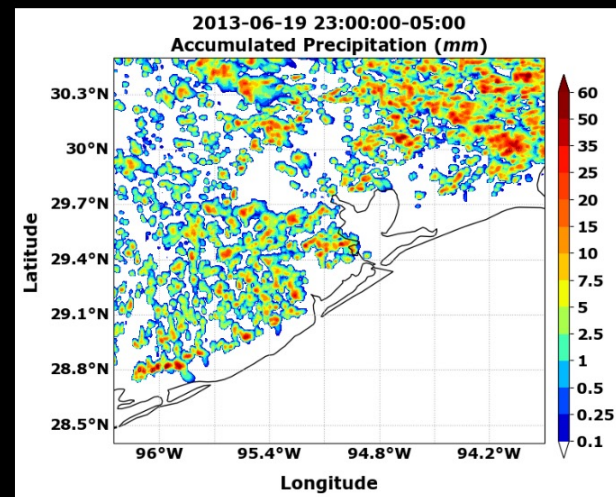 2013-06-19 23:00:00-05:00
Accumulated Precipitation (mm)
30.3°N
30°N
29.7°N
29.4°N
29.1°N
28.8°N
28.5°N
Latitude
96°W
95.4°W
94.8°W
94.2°W
Longitude
60
50
35
25
20
15
10
7.5
5
2.5
1
0.5
0.25
0.1